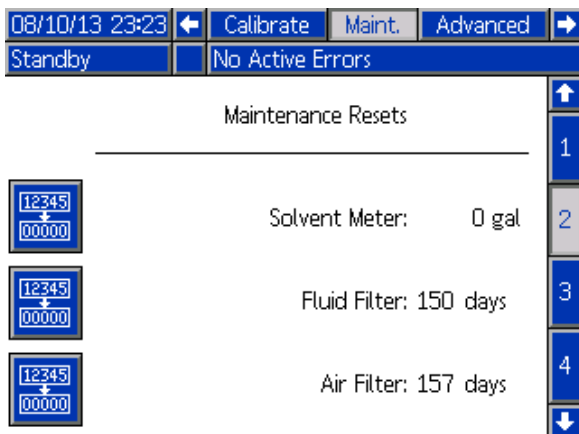 08/10/13 23:23 Calibrate Maint. Advanced
Standby No Active Errors
Maintenance Resets
1
12345
00000
Solvent Meter: 0 gal
2
12345
00000
Fluid Filter: 150 days
3
12345
00000
Air Filter: 157 days
4